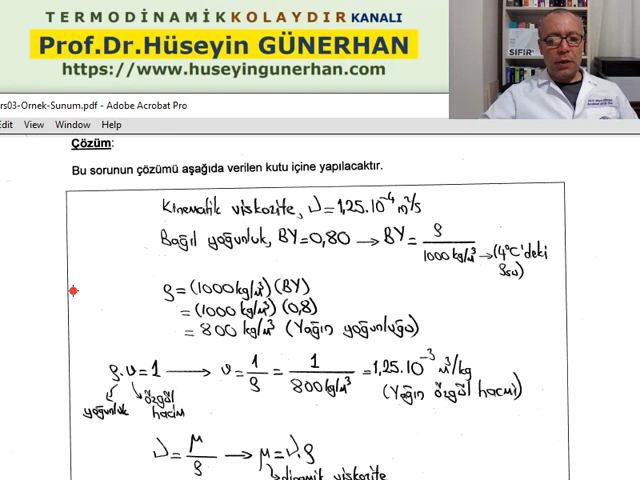 TERMODİNAMİK KOLAYDIR KANALI
Prof.Dr.Hüseyin GÜNERHAN
https://www.huseyingunerhan.com
SIFIR
rs03-Ornek-Sunum.pdf - Adobe Acrobat Pro
Edit View Window Help
Çözüm:
Bu sorunun çözümü aşağıda verilen kutu içine yapılacaktır.
Kinematik viskozite, ν=1,25.10⁻⁴ m²/s
Bağıl yoğunluk, BY=0,80 → BY = ρ / 1000 kg/m³ → (4°C'deki ρsu)
ρ = (1000 kg/m³) (BY)
= (1000 kg/m³) (0,8)
= 800 kg/m³ (Yağın yoğunluğu)
ρ.v=1 → v = 1/ρ = 1 / 800 kg/m³ = 1,25.10⁻³ m³/kg
yoğunluk özgül hacim (Yağın özgül hacmi)
ν = μ/ρ → μ = ν.ρ
dinamik viskozite